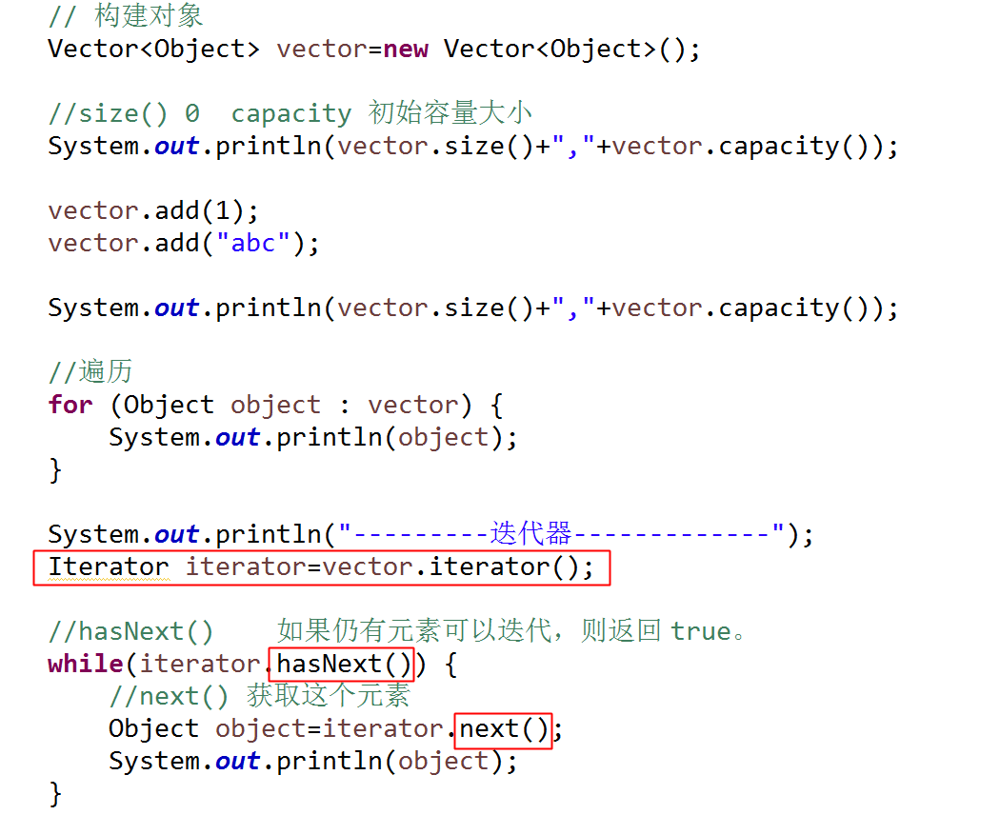 // 构建对象
Vector<Object> vector=new Vector<Object>();
//size() 0  capacity 初始容量大小
System.out.println(vector.size()+","+vector.capacity());
vector.add(1);
vector.add("abc");
System.out.println(vector.size()+","+vector.capacity());
//遍历
for (Object object : vector) {
    System.out.println(object);
}
System.out.println("---------迭代器-------------");
Iterator iterator=vector.iterator();
//hasNext()    如果仍有元素可以迭代，则返回 true。
while(iterator.hasNext()) {
    //next() 获取这个元素
    Object object=iterator.next();
    System.out.println(object);
}